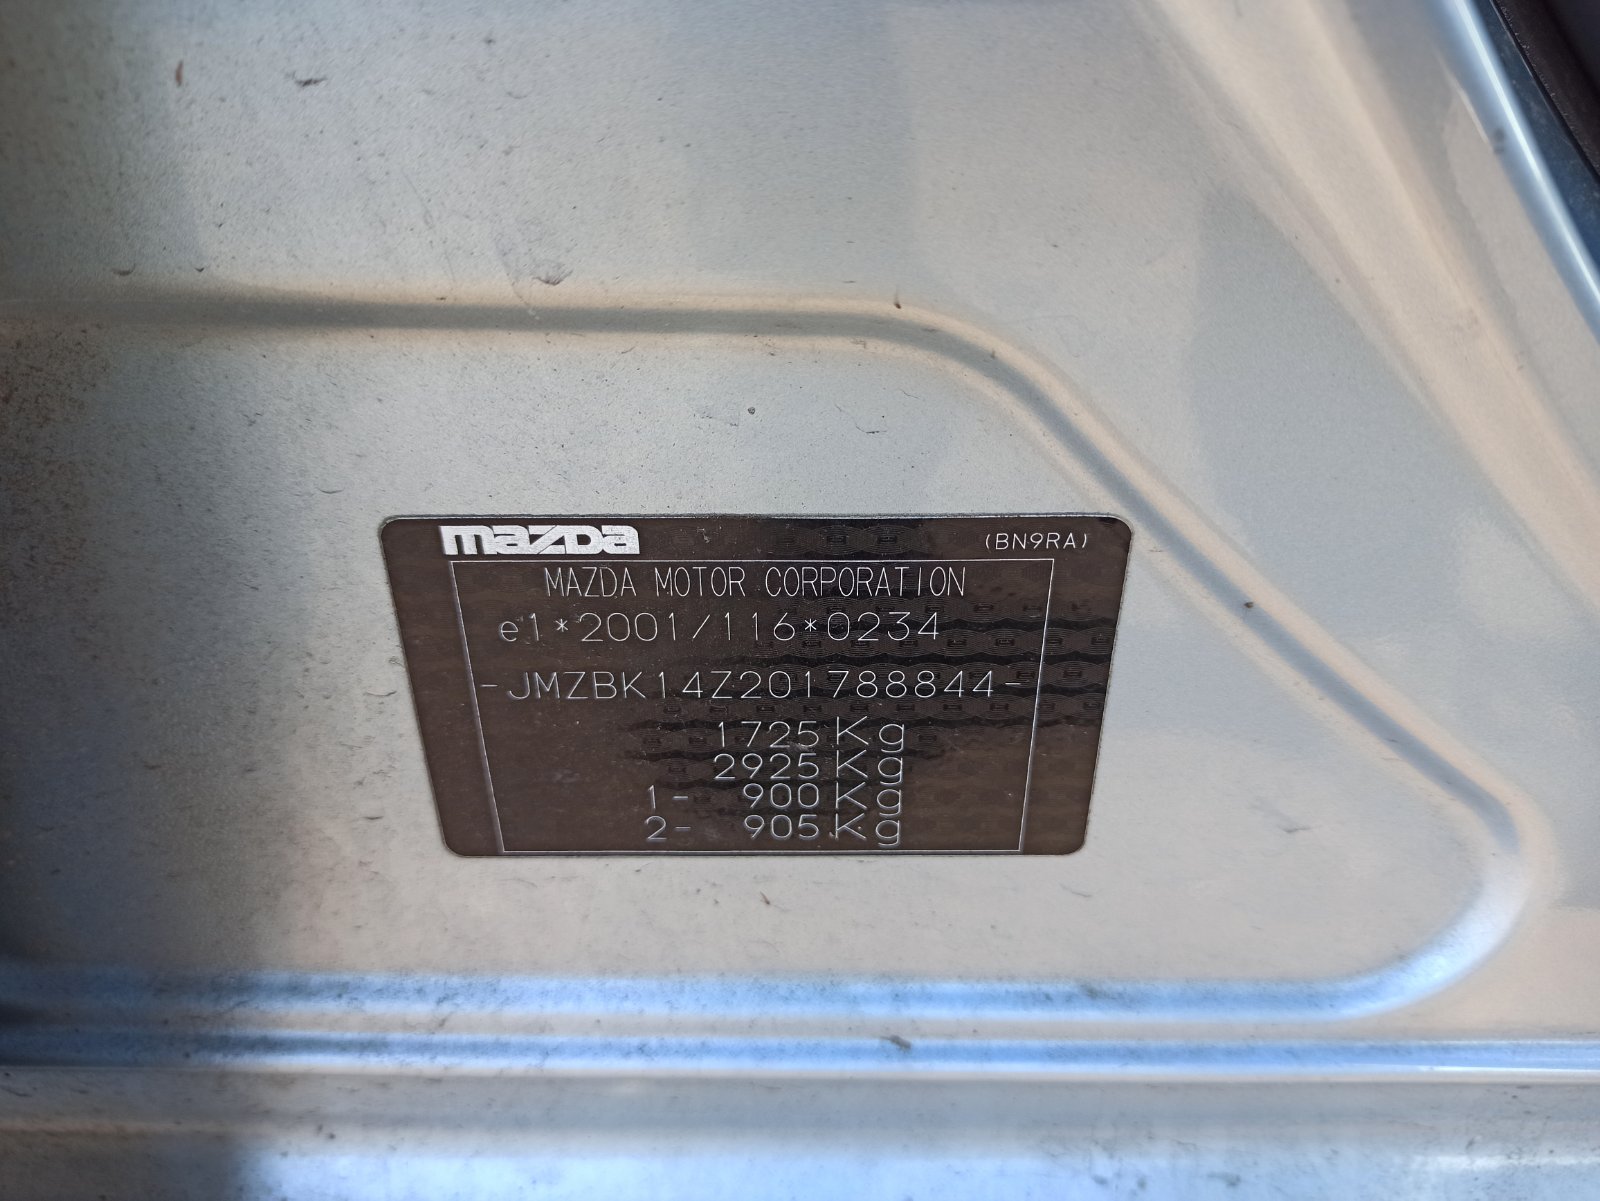 mazda
(BN9RA)
MAZDA MOTOR CORPORATION
e1*2001/116*0234
-JMZBK14Z201788844-
1725 Kg
2925 Kg
1- 900 Kg
2- 905 Kg